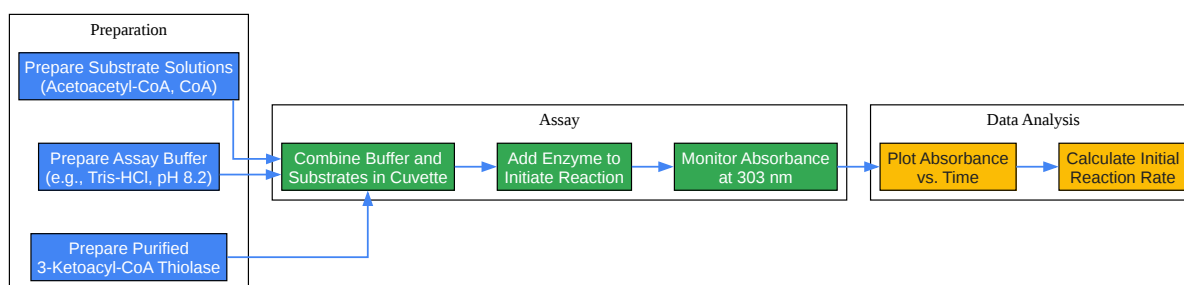 Preparation
Prepare Substrate Solutions
(Acetoacetyl-CoA, CoA)
Prepare Assay Buffer
(e.g., Tris-HCl, pH 8.2)
Prepare Purified
3-Ketoacyl-CoA Thiolase
Assay
Combine Buffer and
Substrates in Cuvette
Add Enzyme to
Initiate Reaction
Monitor Absorbance
at 303 nm
Data Analysis
Plot Absorbance
vs. Time
Calculate Initial
Reaction Rate